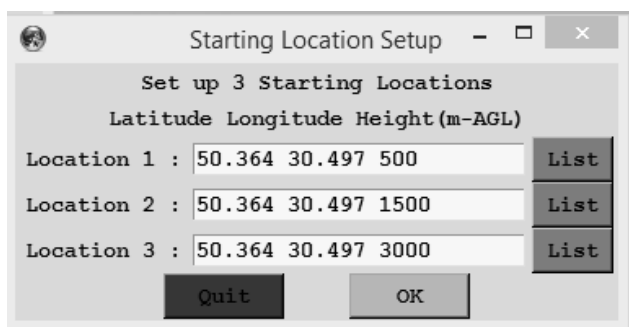 Starting Location Setup
Set up 3 Starting Locations
Latitude Longitude Height(m-AGL)
Location 1 : 50.364 30.497 500 List
Location 2 : 50.364 30.497 1500 List
Location 3 : 50.364 30.497 3000 List
Quit OK